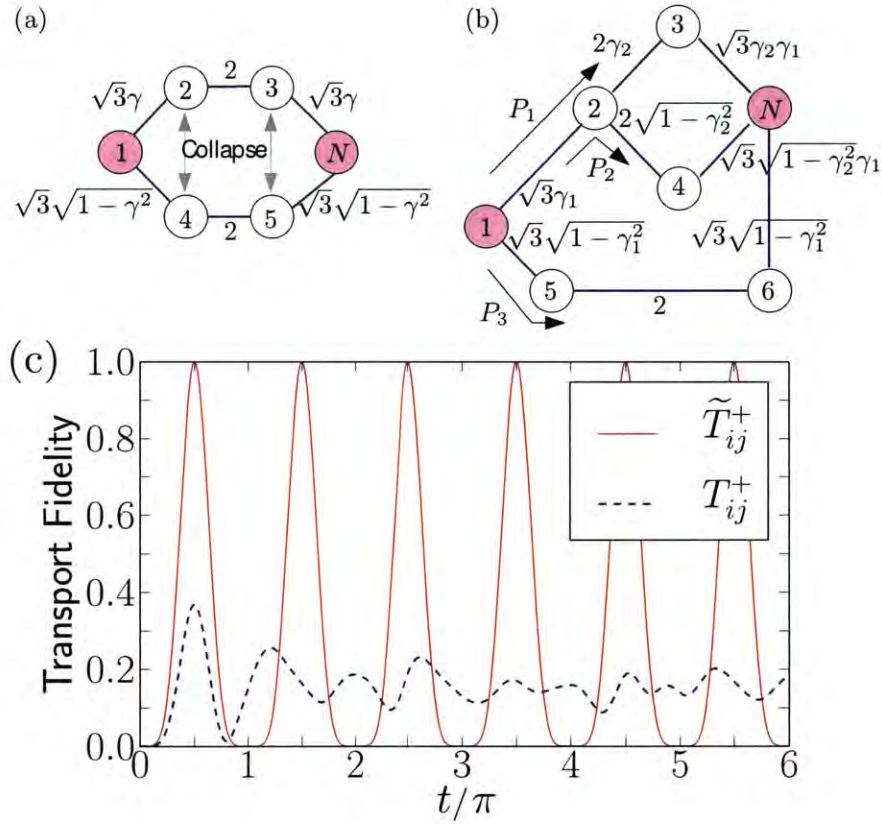 (a)
2
√3γ
2
3
√3γ
1
Collapse
N
√3√1 − γ²
4
2
5
√3√1 − γ²
(b)
3
2γ₂
√3γ₂γ₁
P₁
2
2√1 − γ₂²
N
P₂
√3γ₁
4
√3√1 − γ₂²γ₁
1
√3√1 − γ₁²
√3√1 − γ₁²
5
6
P₃
2
(c)
1.0
0.8
0.6
0.4
0.2
0.0
Transport Fidelity
T̃⁺ᵢⱼ
T⁺ᵢⱼ
0 1 2 3 4 5 6
t/π